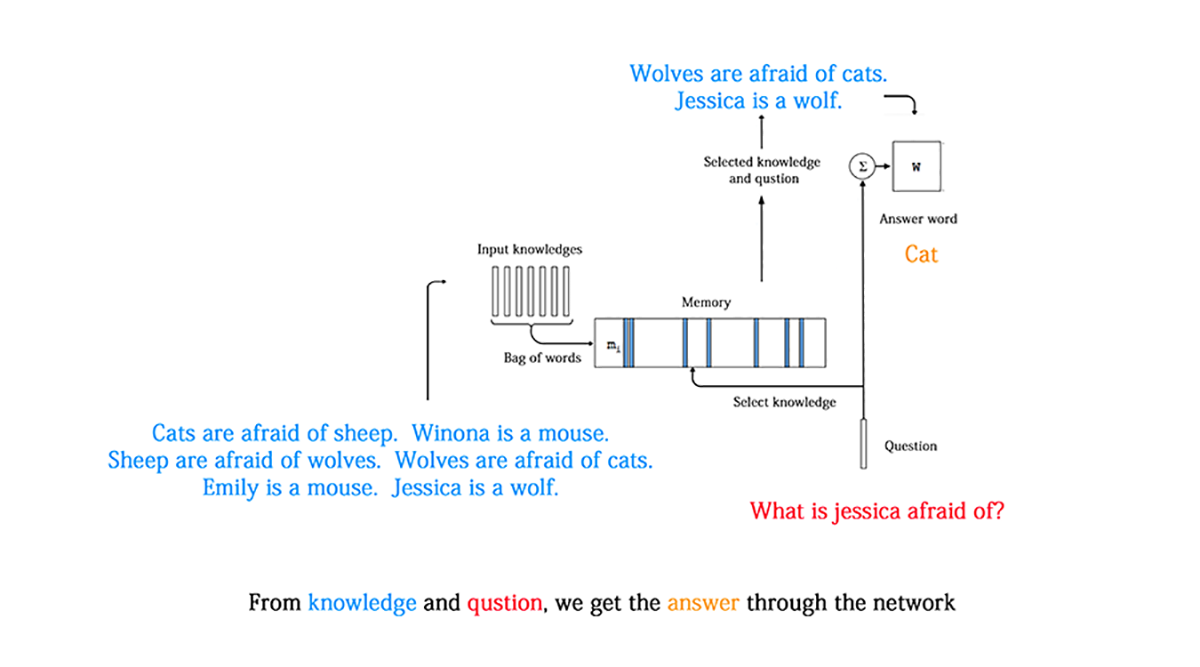 Wolves are afraid of cats.
Jessica is a wolf.
Selected knowledge
and qustion
Σ
W
Answer word
Cat
Input knowledges
Memory
m_i
Bag of words
Select knowledge
Cats are afraid of sheep. Winona is a mouse.
Sheep are afraid of wolves. Wolves are afraid of cats.
Emily is a mouse. Jessica is a wolf.
Question
What is jessica afraid of?
From knowledge and qustion, we get the answer through the network